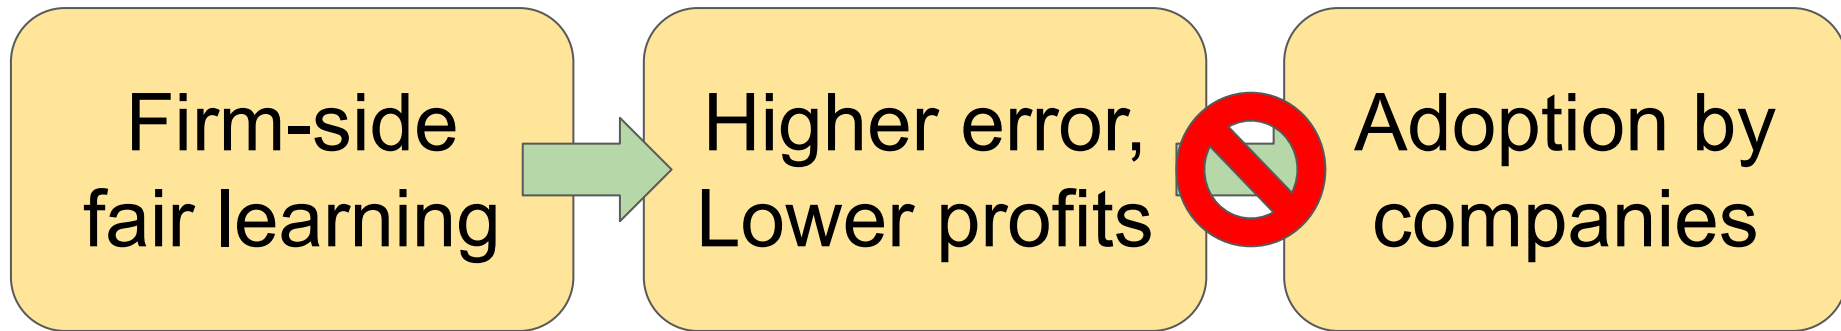 Firm-side
fair learning
Higher error,
Lower profits
Adoption by
companies